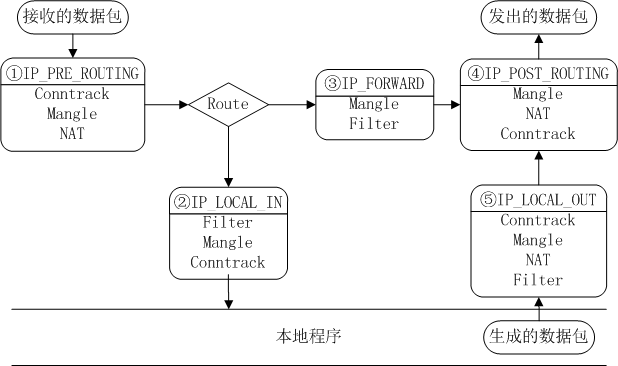 接收的数据包
发出的数据包
①IP_PRE_ROUTING
Conntrack
Mangle
NAT
Route
③IP_FORWARD
Mangle
Filter
④IP_POST_ROUTING
Mangle
NAT
Conntrack
②IP_LOCAL_IN
Filter
Mangle
Conntrack
⑤IP_LOCAL_OUT
Conntrack
Mangle
NAT
Filter
本地程序
生成的数据包